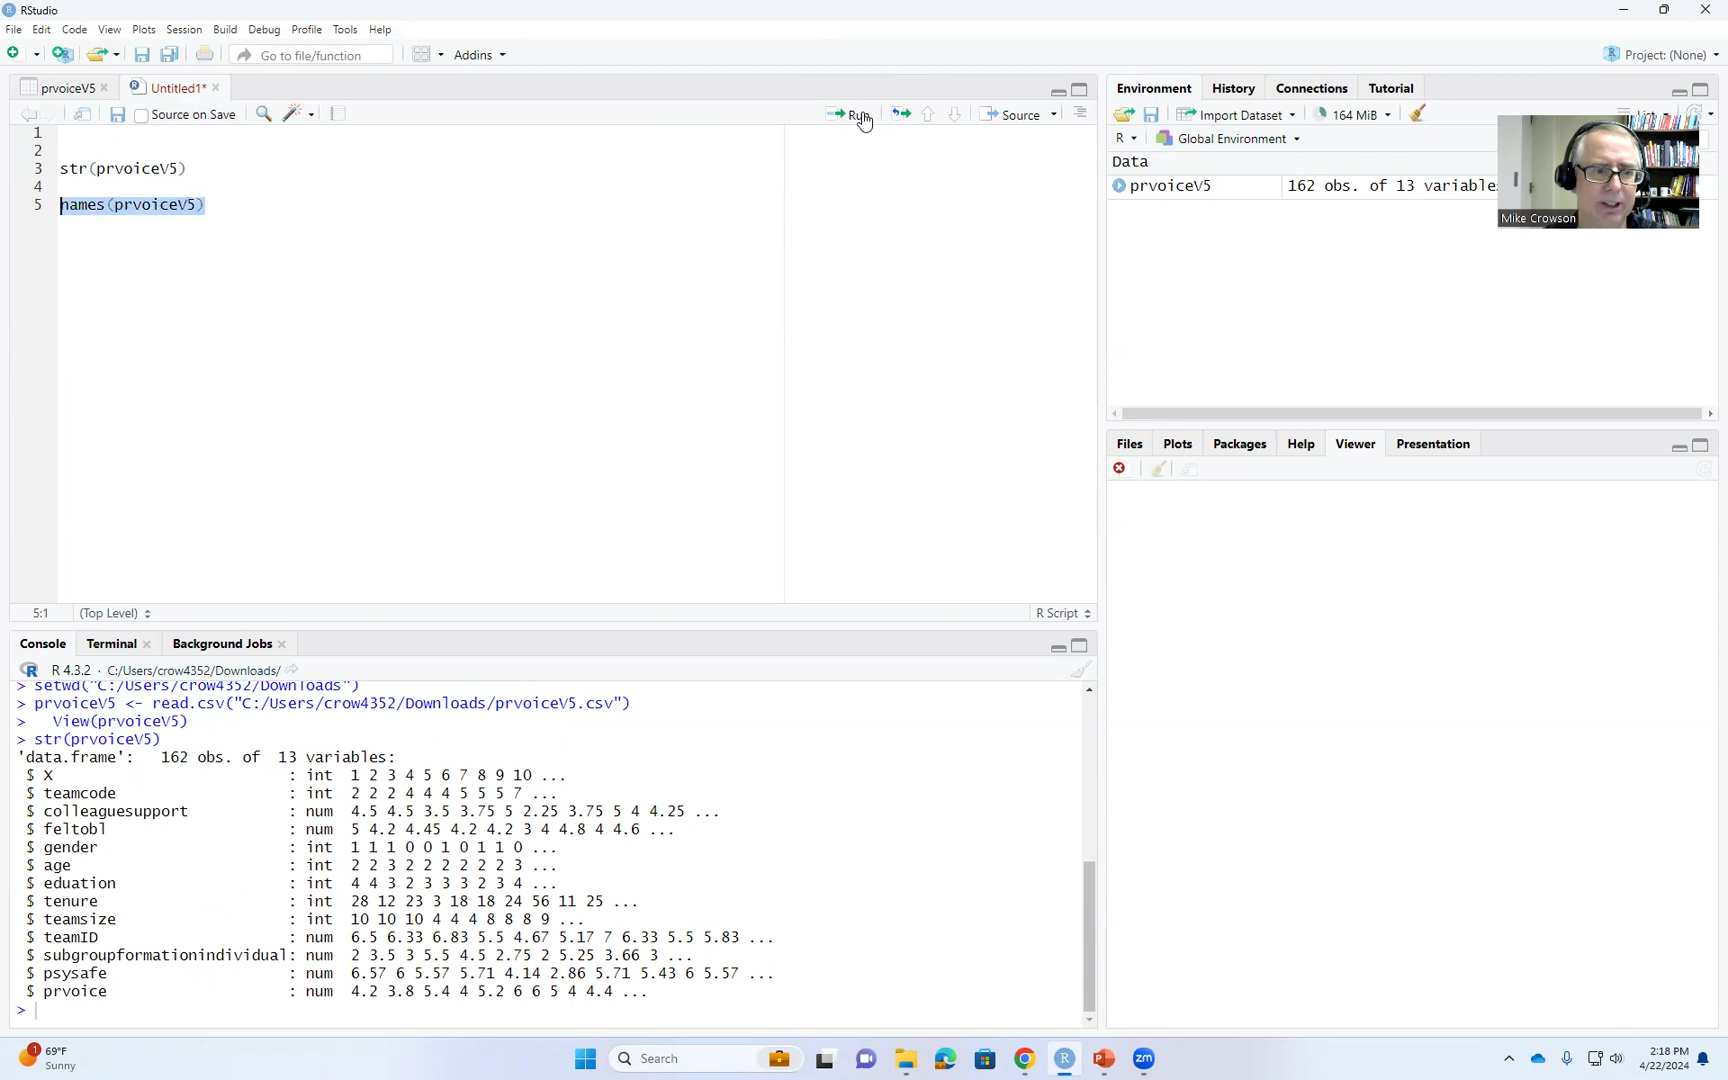 RStudio
File Edit Code View Plots Session Build Debug Profile Tools Help
Go to file/function Addins Project: (None)
prvoiceV5 Untitled1*
Source on Save Run Source
1
2
3 str(prvoiceV5)
4
5 names(prvoiceV5)
5:1 (Top Level) R Script
Environment History Connections Tutorial
Import Dataset 164 MiB List
R Global Environment
Data
prvoiceV5 162 obs. of 13 variables
Mike Crowson
Files Plots Packages Help Viewer Presentation
Console Terminal Background Jobs
R 4.3.2 · C:/Users/crow4352/Downloads/
> setwd("C:/Users/crow4352/Downloads")
> prvoiceV5 <- read.csv("C:/Users/crow4352/Downloads/prvoiceV5.csv")
>   View(prvoiceV5)
> str(prvoiceV5)
'data.frame':   162 obs. of  13 variables:
$ X                           : int  1 2 3 4 5 6 7 8 9 10 ...
$ teamcode                    : int  2 2 2 4 4 4 5 5 5 7 ...
$ colleaguesupport            : num  4.5 4.5 3.5 3.75 5 2.25 3.75 5 4 4.25 ...
$ feltobl                     : num  5 4.2 4.45 4.2 4.2 3 4 4.8 4 4.6 ...
$ gender                      : int  1 1 1 0 0 1 0 1 1 0 ...
$ age                         : int  2 2 3 2 2 2 2 2 2 3 ...
$ eduation                    : int  4 4 3 2 3 3 3 2 3 4 ...
$ tenure                      : int  28 12 23 3 18 18 24 56 11 25 ...
$ teamsize                    : int  10 10 10 4 4 4 8 8 8 9 ...
$ teamID                      : num  6.5 6.33 6.83 5.5 4.67 5.17 7 6.33 5.5 5.83 ...
$ subgroupformationindividual: num  2 3.5 3 5.5 4.5 2.75 2 5.25 3.66 3 ...
$ psysafe                     : num  6.57 6 5.57 5.71 4.14 2.86 5.71 5.43 6 5.57 ...
$ prvoice                     : num  4.2 3.8 5.4 4 5.2 6 6 5 4 4.4 ...
>
1 69°F
Sunny
Search
zm
2:18 PM
4/22/2024